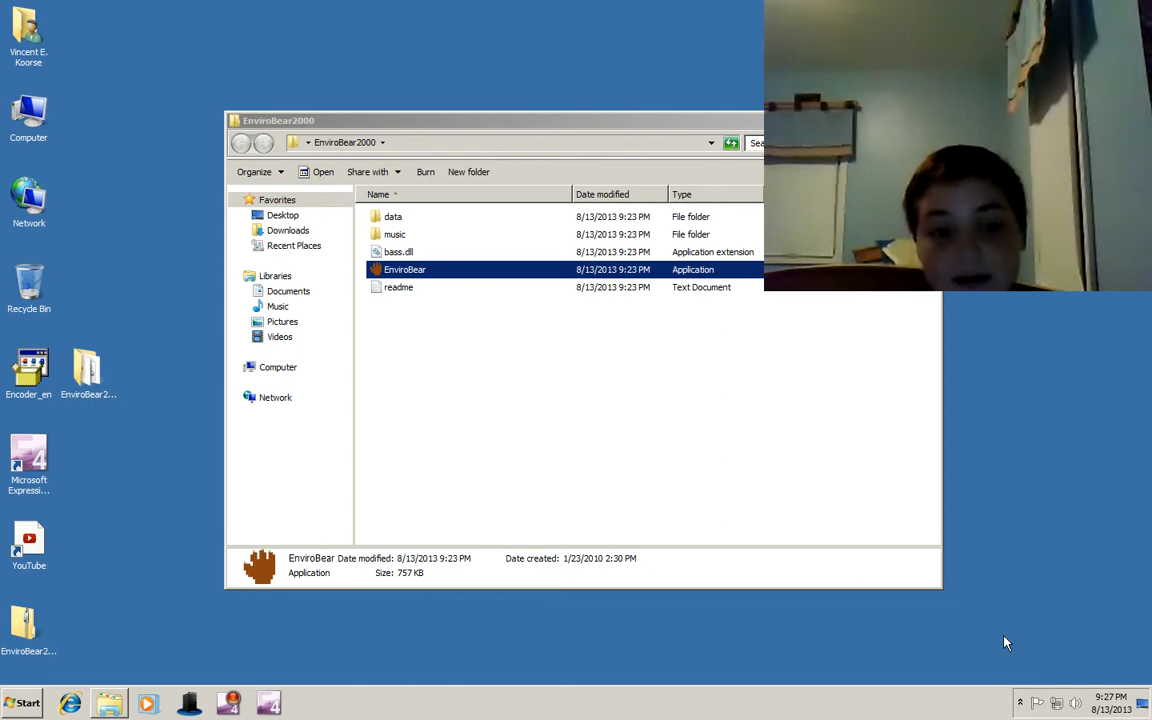 Vincent E.
Koorse
Computer
Network
Recycle Bin
Encoder_en
EnviroBear2...
Microsoft
Expressi...
YouTube
EnviroBear2...
EnviroBear2000
EnviroBear2000
Sea
Organize
Open
Share with
Burn
New folder
Favorites
Desktop
Downloads
Recent Places
Libraries
Documents
Music
Pictures
Videos
Computer
Network
Name
Date modified
Type
data
8/13/2013 9:23 PM
File folder
music
8/13/2013 9:23 PM
File folder
bass.dll
8/13/2013 9:23 PM
Application extension
EnviroBear
8/13/2013 9:23 PM
Application
readme
8/13/2013 9:23 PM
Text Document
EnviroBear Date modified: 8/13/2013 9:23 PM
Date created: 1/23/2010 2:30 PM
Application
Size: 757 KB
Start
4
4
9:27 PM
8/13/2013